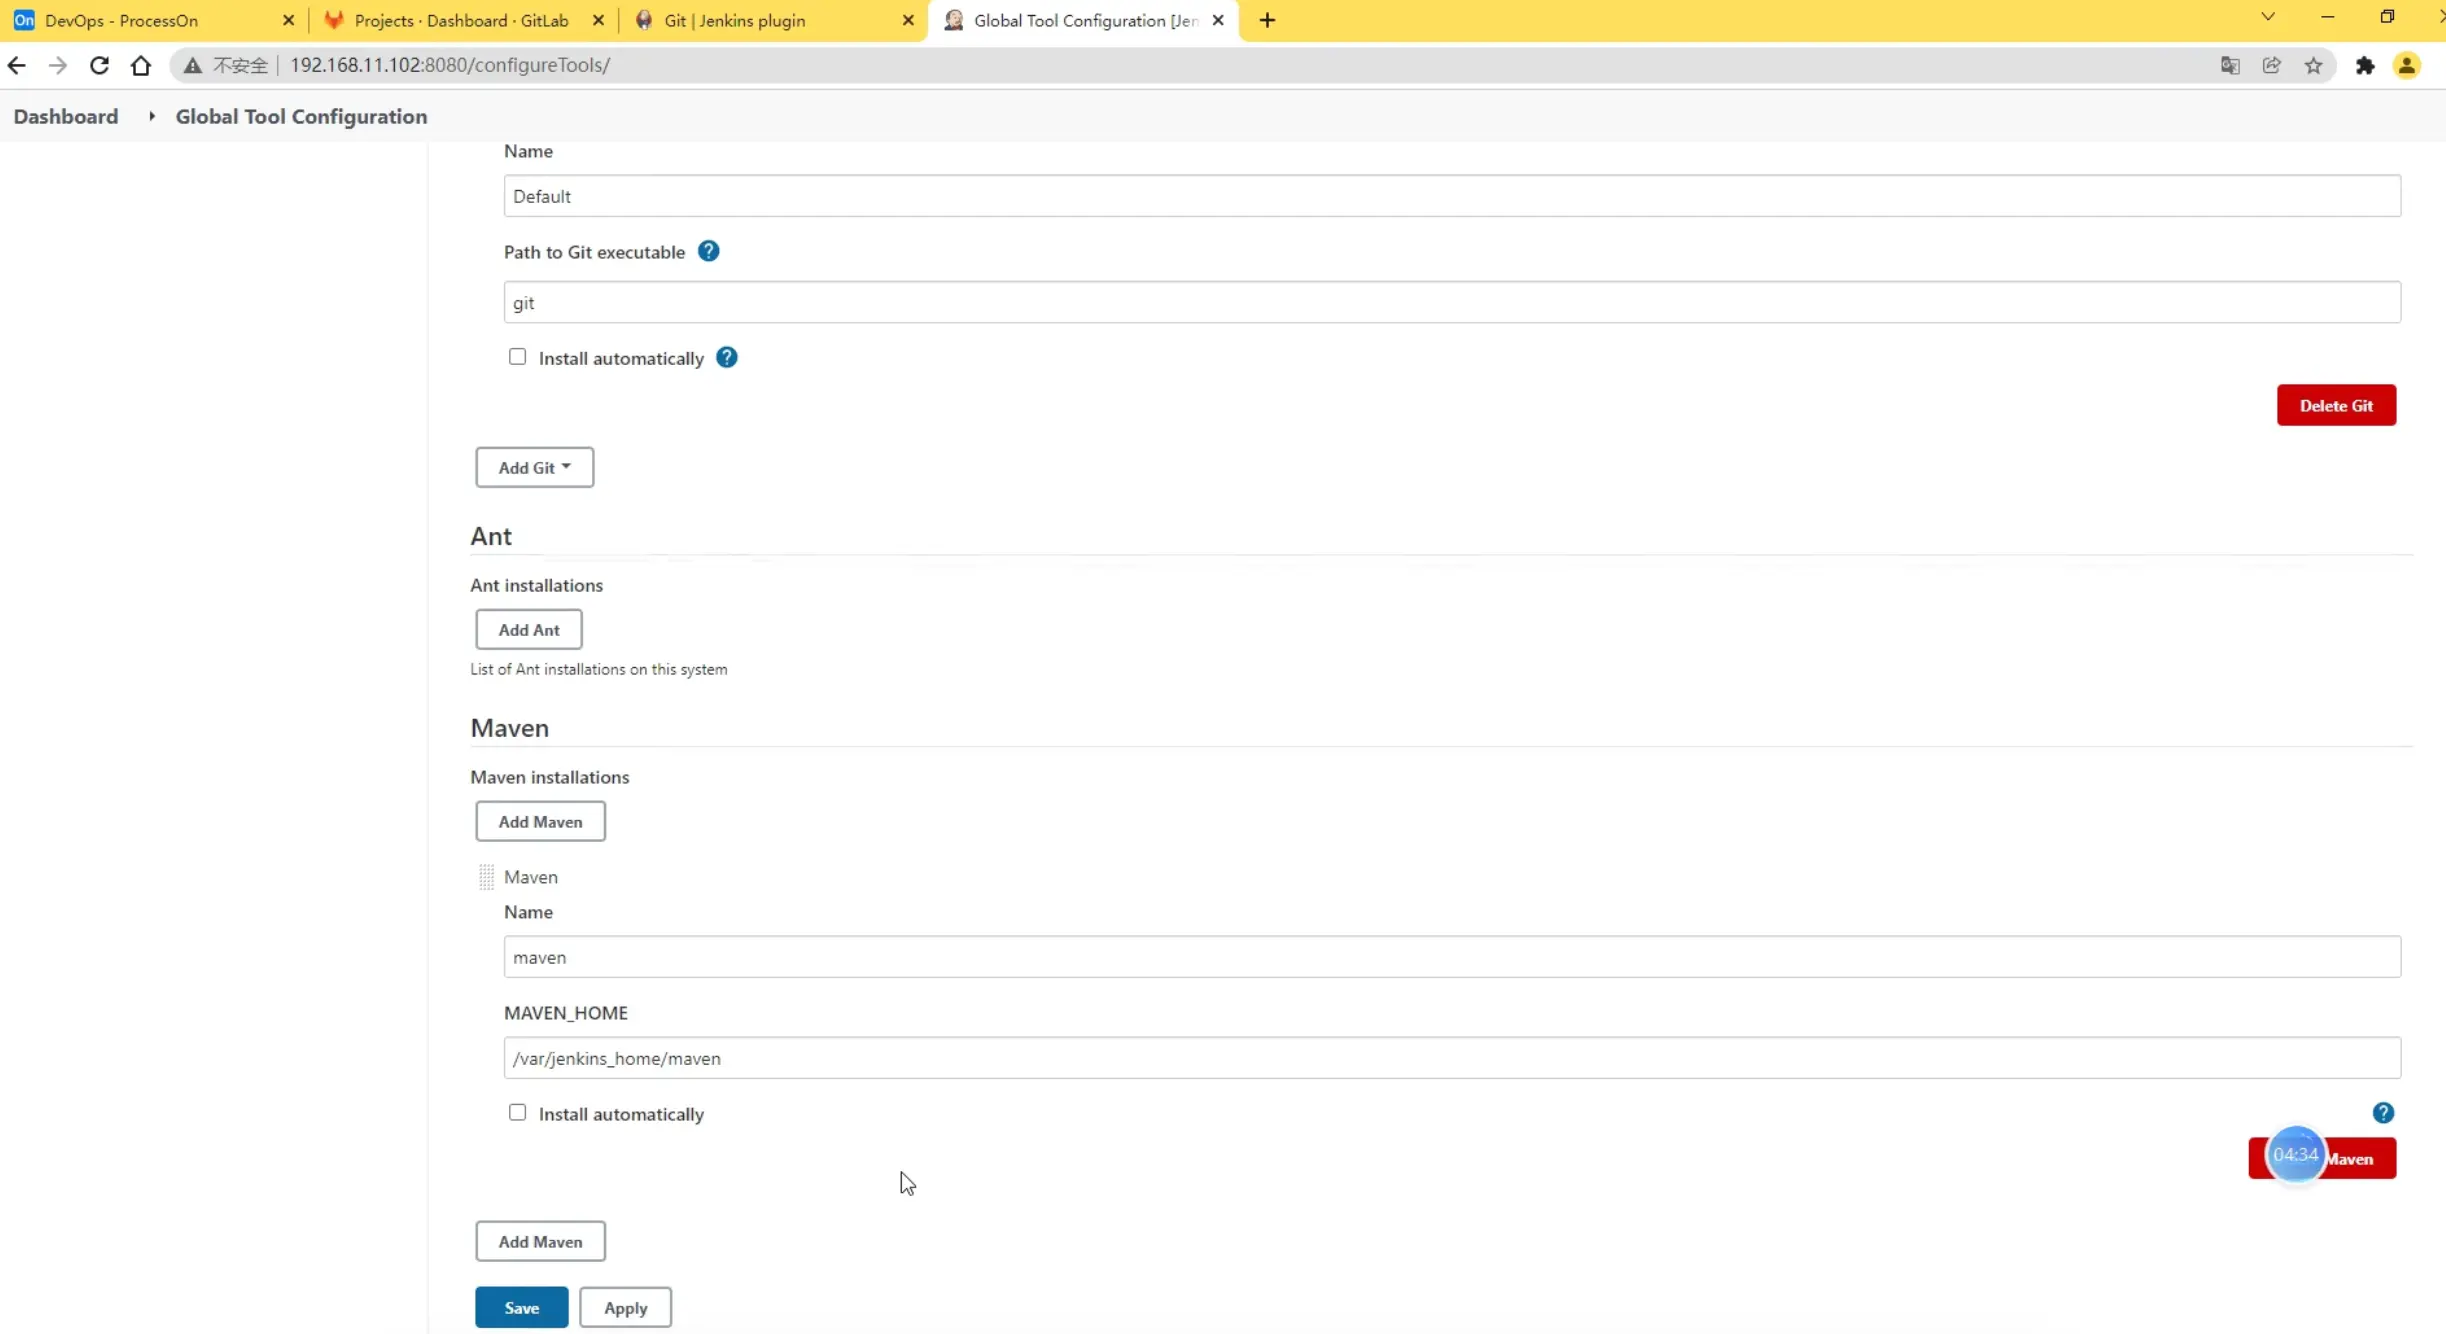 On DevOps - ProcessOn
Projects · Dashboard · GitLab
Git | Jenkins plugin
Global Tool Configuration [Jen
不安全 192.168.11.102:8080/configureTools/
Dashboard Global Tool Configuration
Name
Default
Path to Git executable ?
git
Install automatically ?
Delete Git
Add Git
Ant
Ant installations
Add Ant
List of Ant installations on this system
Maven
Maven installations
Add Maven
Maven
Name
maven
MAVEN_HOME
/var/jenkins_home/maven
Install automatically ?
04:34 Maven
Add Maven
Save Apply